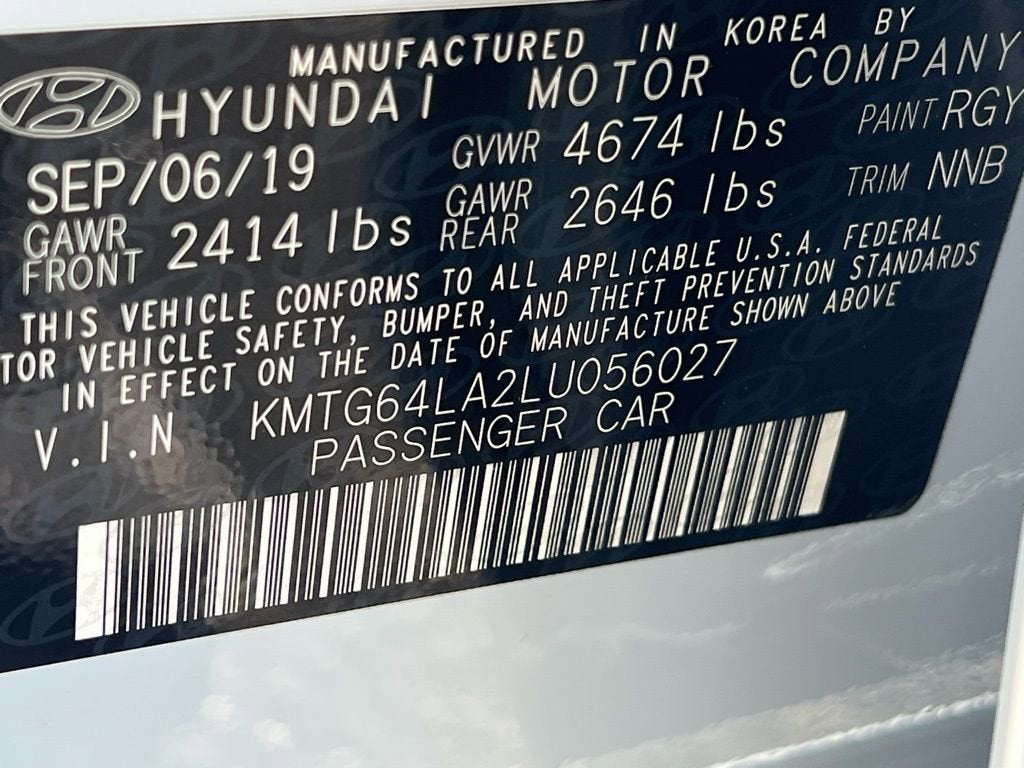 MANUFACTURED IN KOREA BY
HYUNDAI MOTOR COMPANY
SEP/06/19 GVWR 4674 lbs PAINT RGY
GAWR FRONT 2414 lbs GAWR REAR 2646 lbs TRIM NNB
THIS VEHICLE CONFORMS TO ALL APPLICABLE U.S.A. FEDERAL
TOR VEHICLE SAFETY, BUMPER, AND THEFT PREVENTION STANDARDS
IN EFFECT ON THE DATE OF MANUFACTURE SHOWN ABOVE
V.I.N KMTG64LA2LU056027
PASSENGER CAR